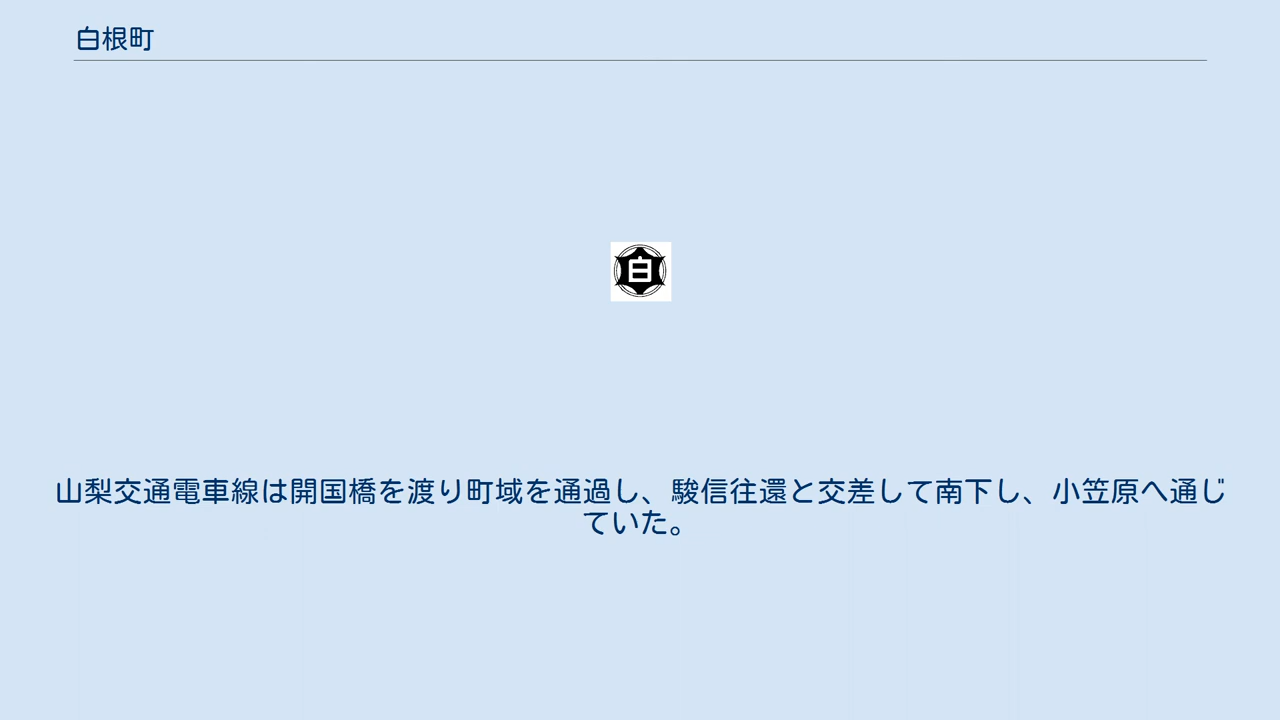 白根町
白
山梨交通電車線は開国橋を渡り町域を通過し、駿信往還と交差して南下し、小笠原へ通じ
ていた。